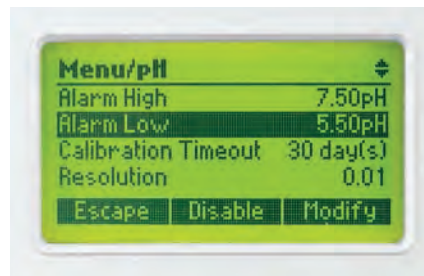 Menu/pH
Alarm High 7.50pH
Alarm Low 5.50pH
Calibration Timeout 30 day(s)
Resolution 0.01
Escape Disable Modify